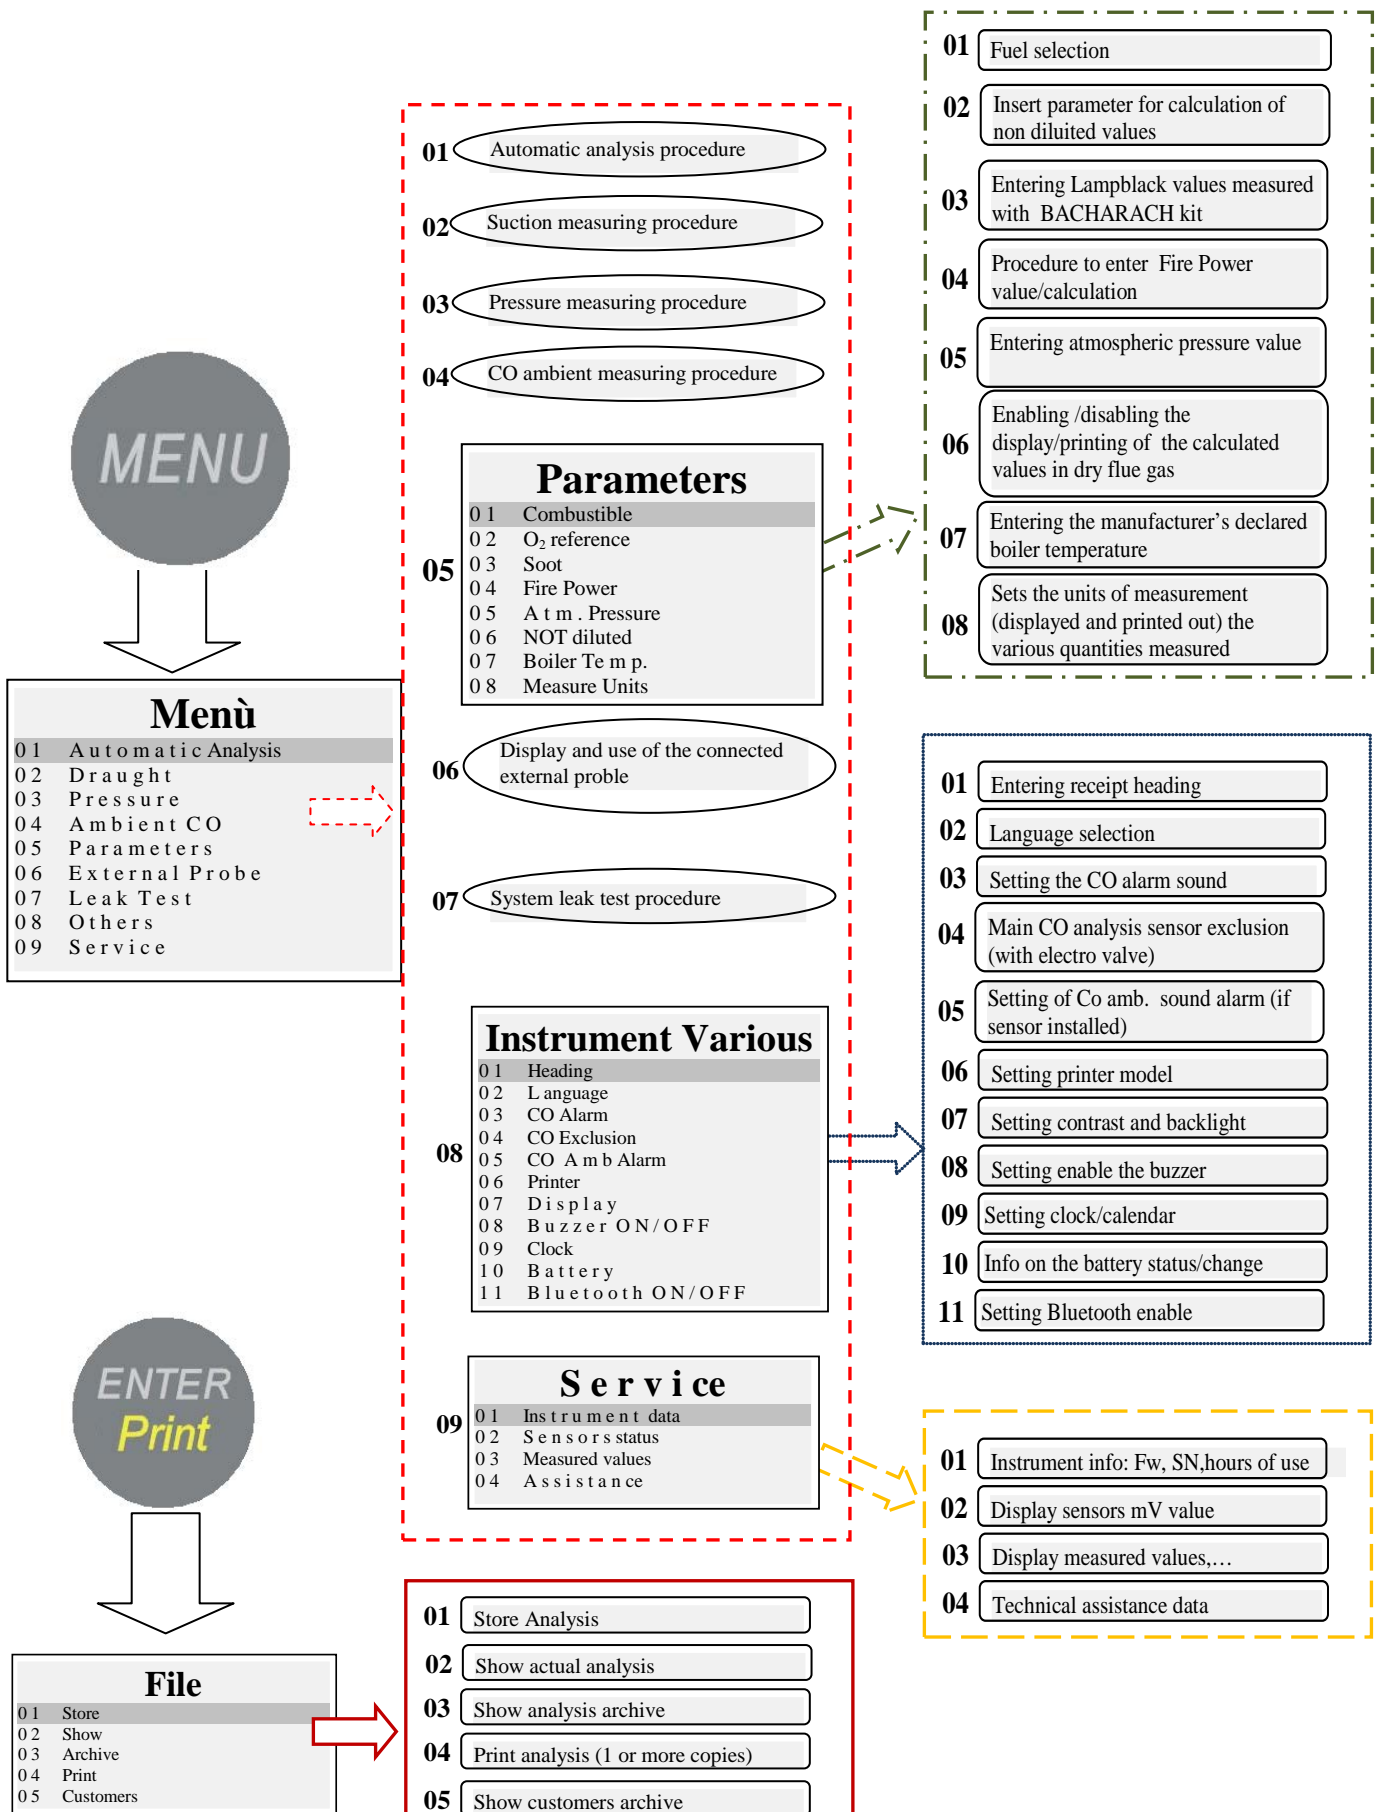 MENU
Menù
01 Automatic Analysis
02 Draught
03 Pressure
04 Ambient CO
05 Parameters
06 External Probe
07 Leak Test
08 Others
09 Service
01 Automatic analysis procedure
02 Suction measuring procedure
03 Pressure measuring procedure
04 CO ambient measuring procedure
05
Parameters
01 Combustible
02 O₂ reference
03 Soot
04 Fire Power
05 Atm. Pressure
06 NOT diluted
07 Boiler Temp.
08 Measure Units
06 Display and use of the connected
external proble
07 System leak test procedure
08
Instrument Various
01 Heading
02 Language
03 CO Alarm
04 CO Exclusion
05 CO Amb Alarm
06 Printer
07 Display
08 Buzzer ON/OFF
09 Clock
10 Battery
11 Bluetooth ON/OFF
09
Service
01 Instrument data
02 Sensors status
03 Measured values
04 Assistance
01 Fuel selection
02 Insert parameter for calculation of
non diluited values
03 Entering Lampblack values measured
with BACHARACH kit
04 Procedure to enter Fire Power
value/calculation
05 Entering atmospheric pressure value
06 Enabling /disabling the
display/printing of the calculated
values in dry flue gas
07 Entering the manufacturer’s declared
boiler temperature
08 Sets the units of measurement
(displayed and printed out) the
various quantities measured
01 Entering receipt heading
02 Language selection
03 Setting the CO alarm sound
04 Main CO analysis sensor exclusion
(with electro valve)
05 Setting of Co amb. sound alarm (if
sensor installed)
06 Setting printer model
07 Setting contrast and backlight
08 Setting enable the buzzer
09 Setting clock/calendar
10 Info on the battery status/change
11 Setting Bluetooth enable
01 Instrument info: Fw, SN,hours of use
02 Display sensors mV value
03 Display measured values,…
04 Technical assistance data
ENTER
Print
File
01 Store
02 Show
03 Archive
04 Print
05 Customers
01 Store Analysis
02 Show actual analysis
03 Show analysis archive
04 Print analysis (1 or more copies)
05 Show customers archive